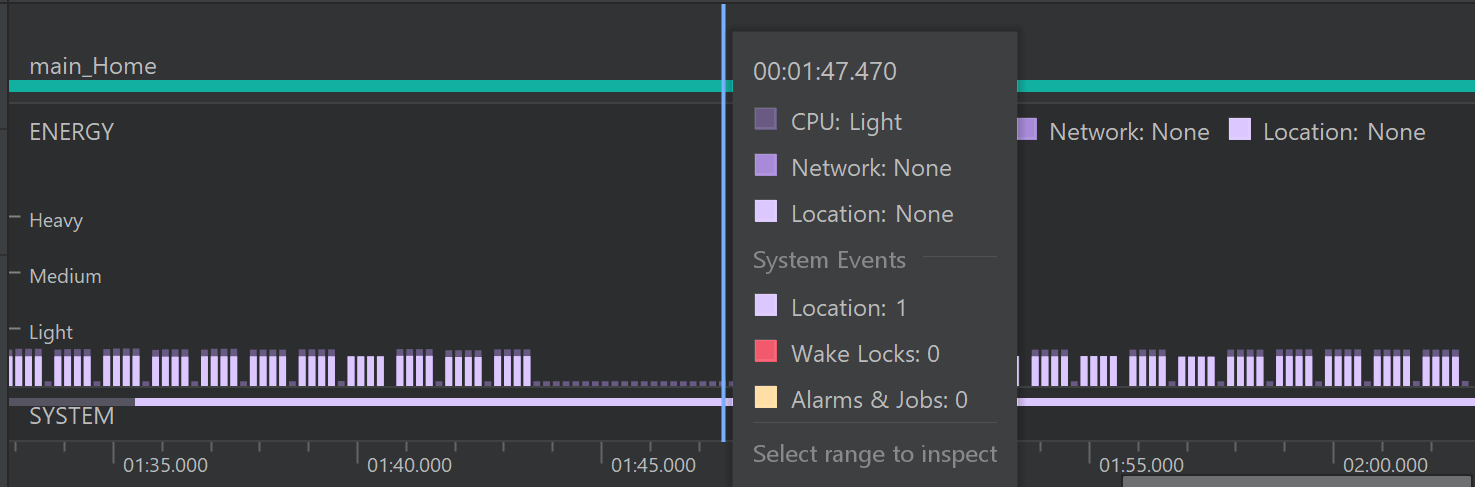 main_Home
ENERGY
Network: None Location: None
Heavy
Medium
Light
SYSTEM
01:35.000 01:40.000 01:45.000 01:55.000 02:00.000
00:01:47.470
CPU: Light
Network: None
Location: None
System Events
Location: 1
Wake Locks: 0
Alarms & Jobs: 0
Select range to inspect